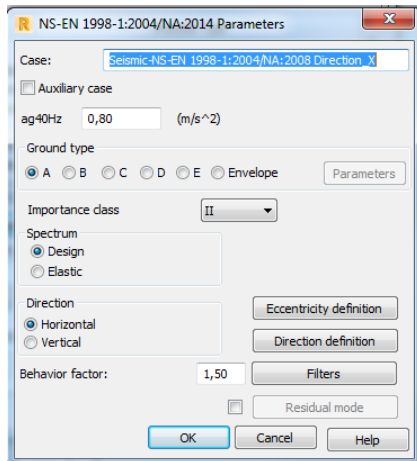 NS-EN 1998-1:2004/NA:2014 Parameters
Case: Seismic-NS-EN 1998-1:2004/NA:2008 Direction_X
Auxiliary case
ag40Hz 0,80 (m/s^2)
Ground type
A B C D E Envelope Parameters
Importance class II
Spectrum
Design
Elastic
Direction
Horizontal
Vertical
Eccentricity definition
Direction definition
Behavior factor: 1,50 Filters
Residual mode
OK Cancel Help